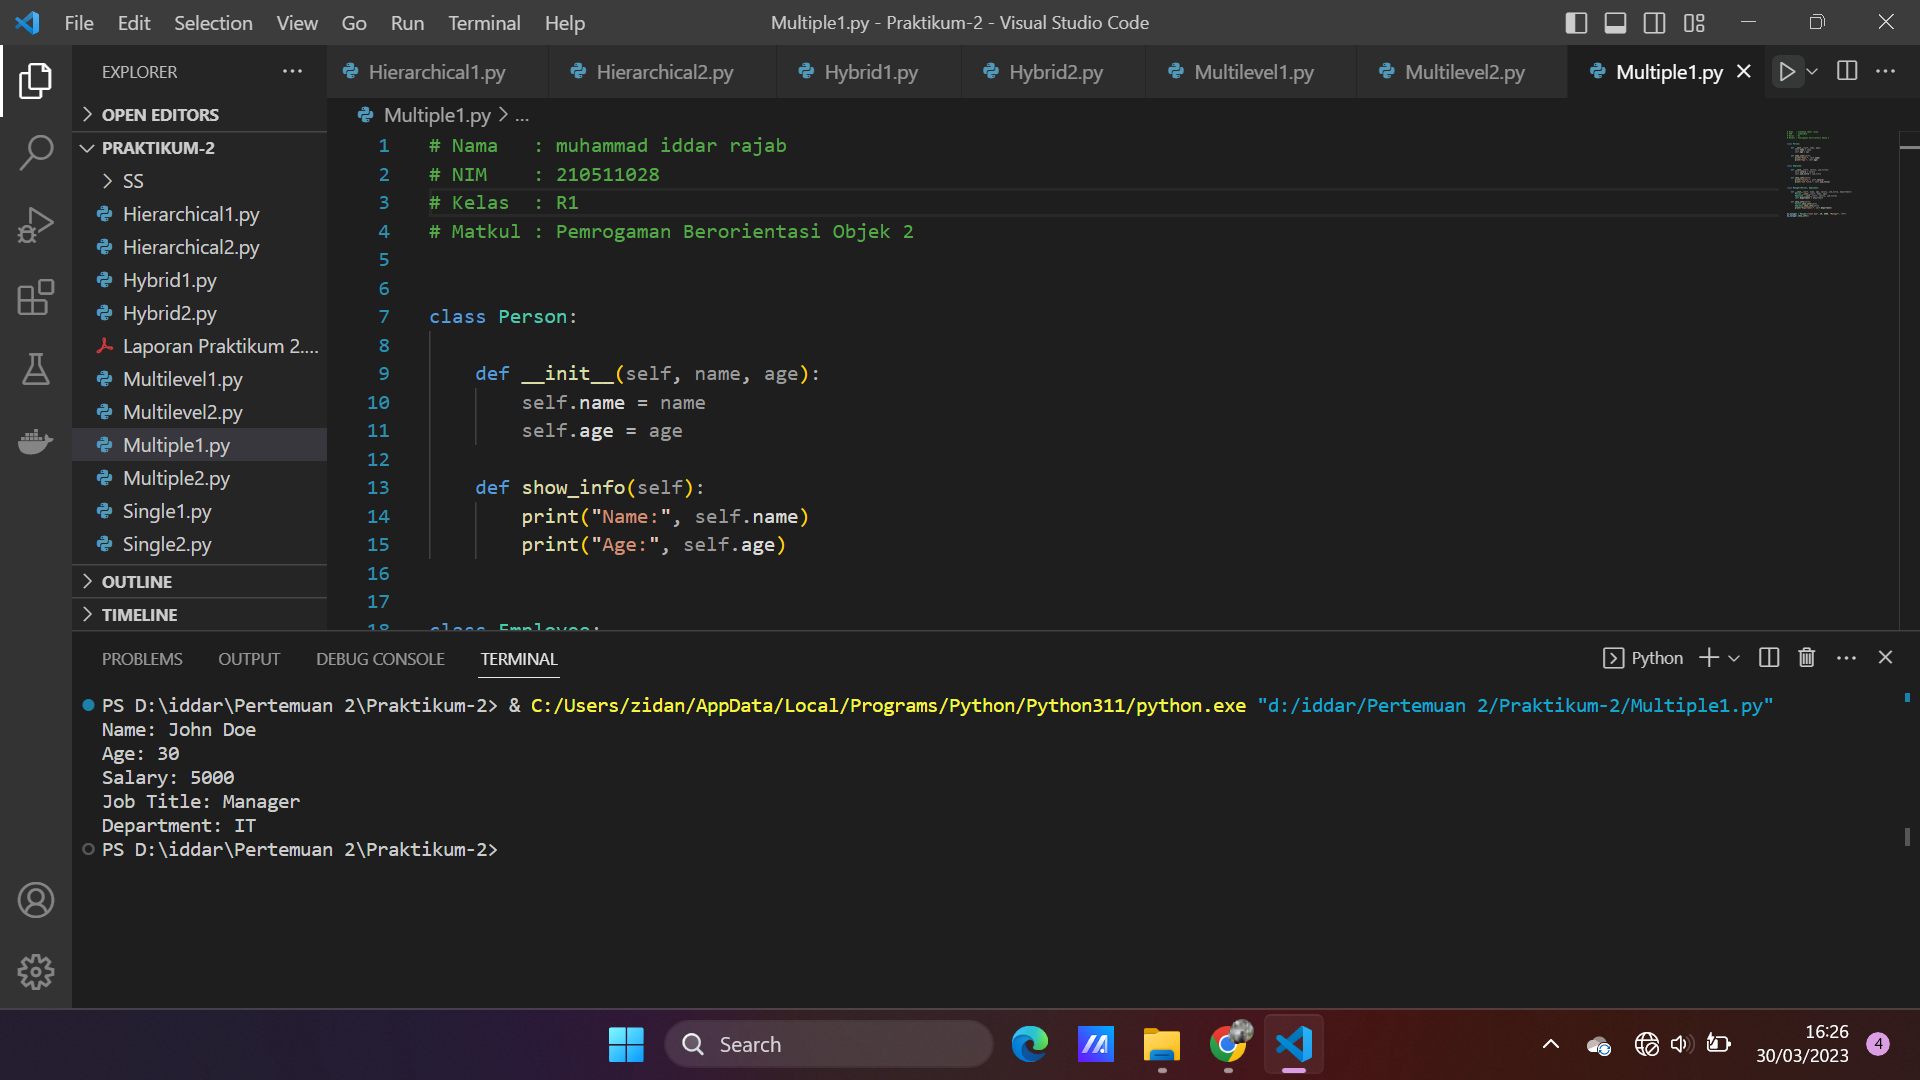 File Edit Selection View Go Run Terminal Help
Multiple1.py - Praktikum-2 - Visual Studio Code
EXPLORER
OPEN EDITORS
PRAKTIKUM-2
SS
Hierarchical1.py
Hierarchical2.py
Hybrid1.py
Hybrid2.py
Laporan Praktikum 2....
Multilevel1.py
Multilevel2.py
Multiple1.py
Multiple2.py
Single1.py
Single2.py
OUTLINE
TIMELINE
Hierarchical1.py Hierarchical2.py Hybrid1.py Hybrid2.py Multilevel1.py Multilevel2.py Multiple1.py
Multiple1.py > ...
1 # Nama   : muhammad iddar rajab
2 # NIM    : 210511028
3 # Kelas  : R1
4 # Matkul : Pemrogaman Berorientasi Objek 2
5
6
7 class Person:
8
9     def __init__(self, name, age):
10         self.name = name
11         self.age = age
12
13     def show_info(self):
14         print("Name:", self.name)
15         print("Age:", self.age)
16
17
18 class Employee:
PROBLEMS OUTPUT DEBUG CONSOLE TERMINAL
Python
PS D:\iddar\Pertemuan 2\Praktikum-2> & C:/Users/zidan/AppData/Local/Programs/Python/Python311/python.exe "d:/iddar/Pertemuan 2/Praktikum-2/Multiple1.py"
Name: John Doe
Age: 30
Salary: 5000
Job Title: Manager
Department: IT
PS D:\iddar\Pertemuan 2\Praktikum-2>
Search
16:26
30/03/2023
4